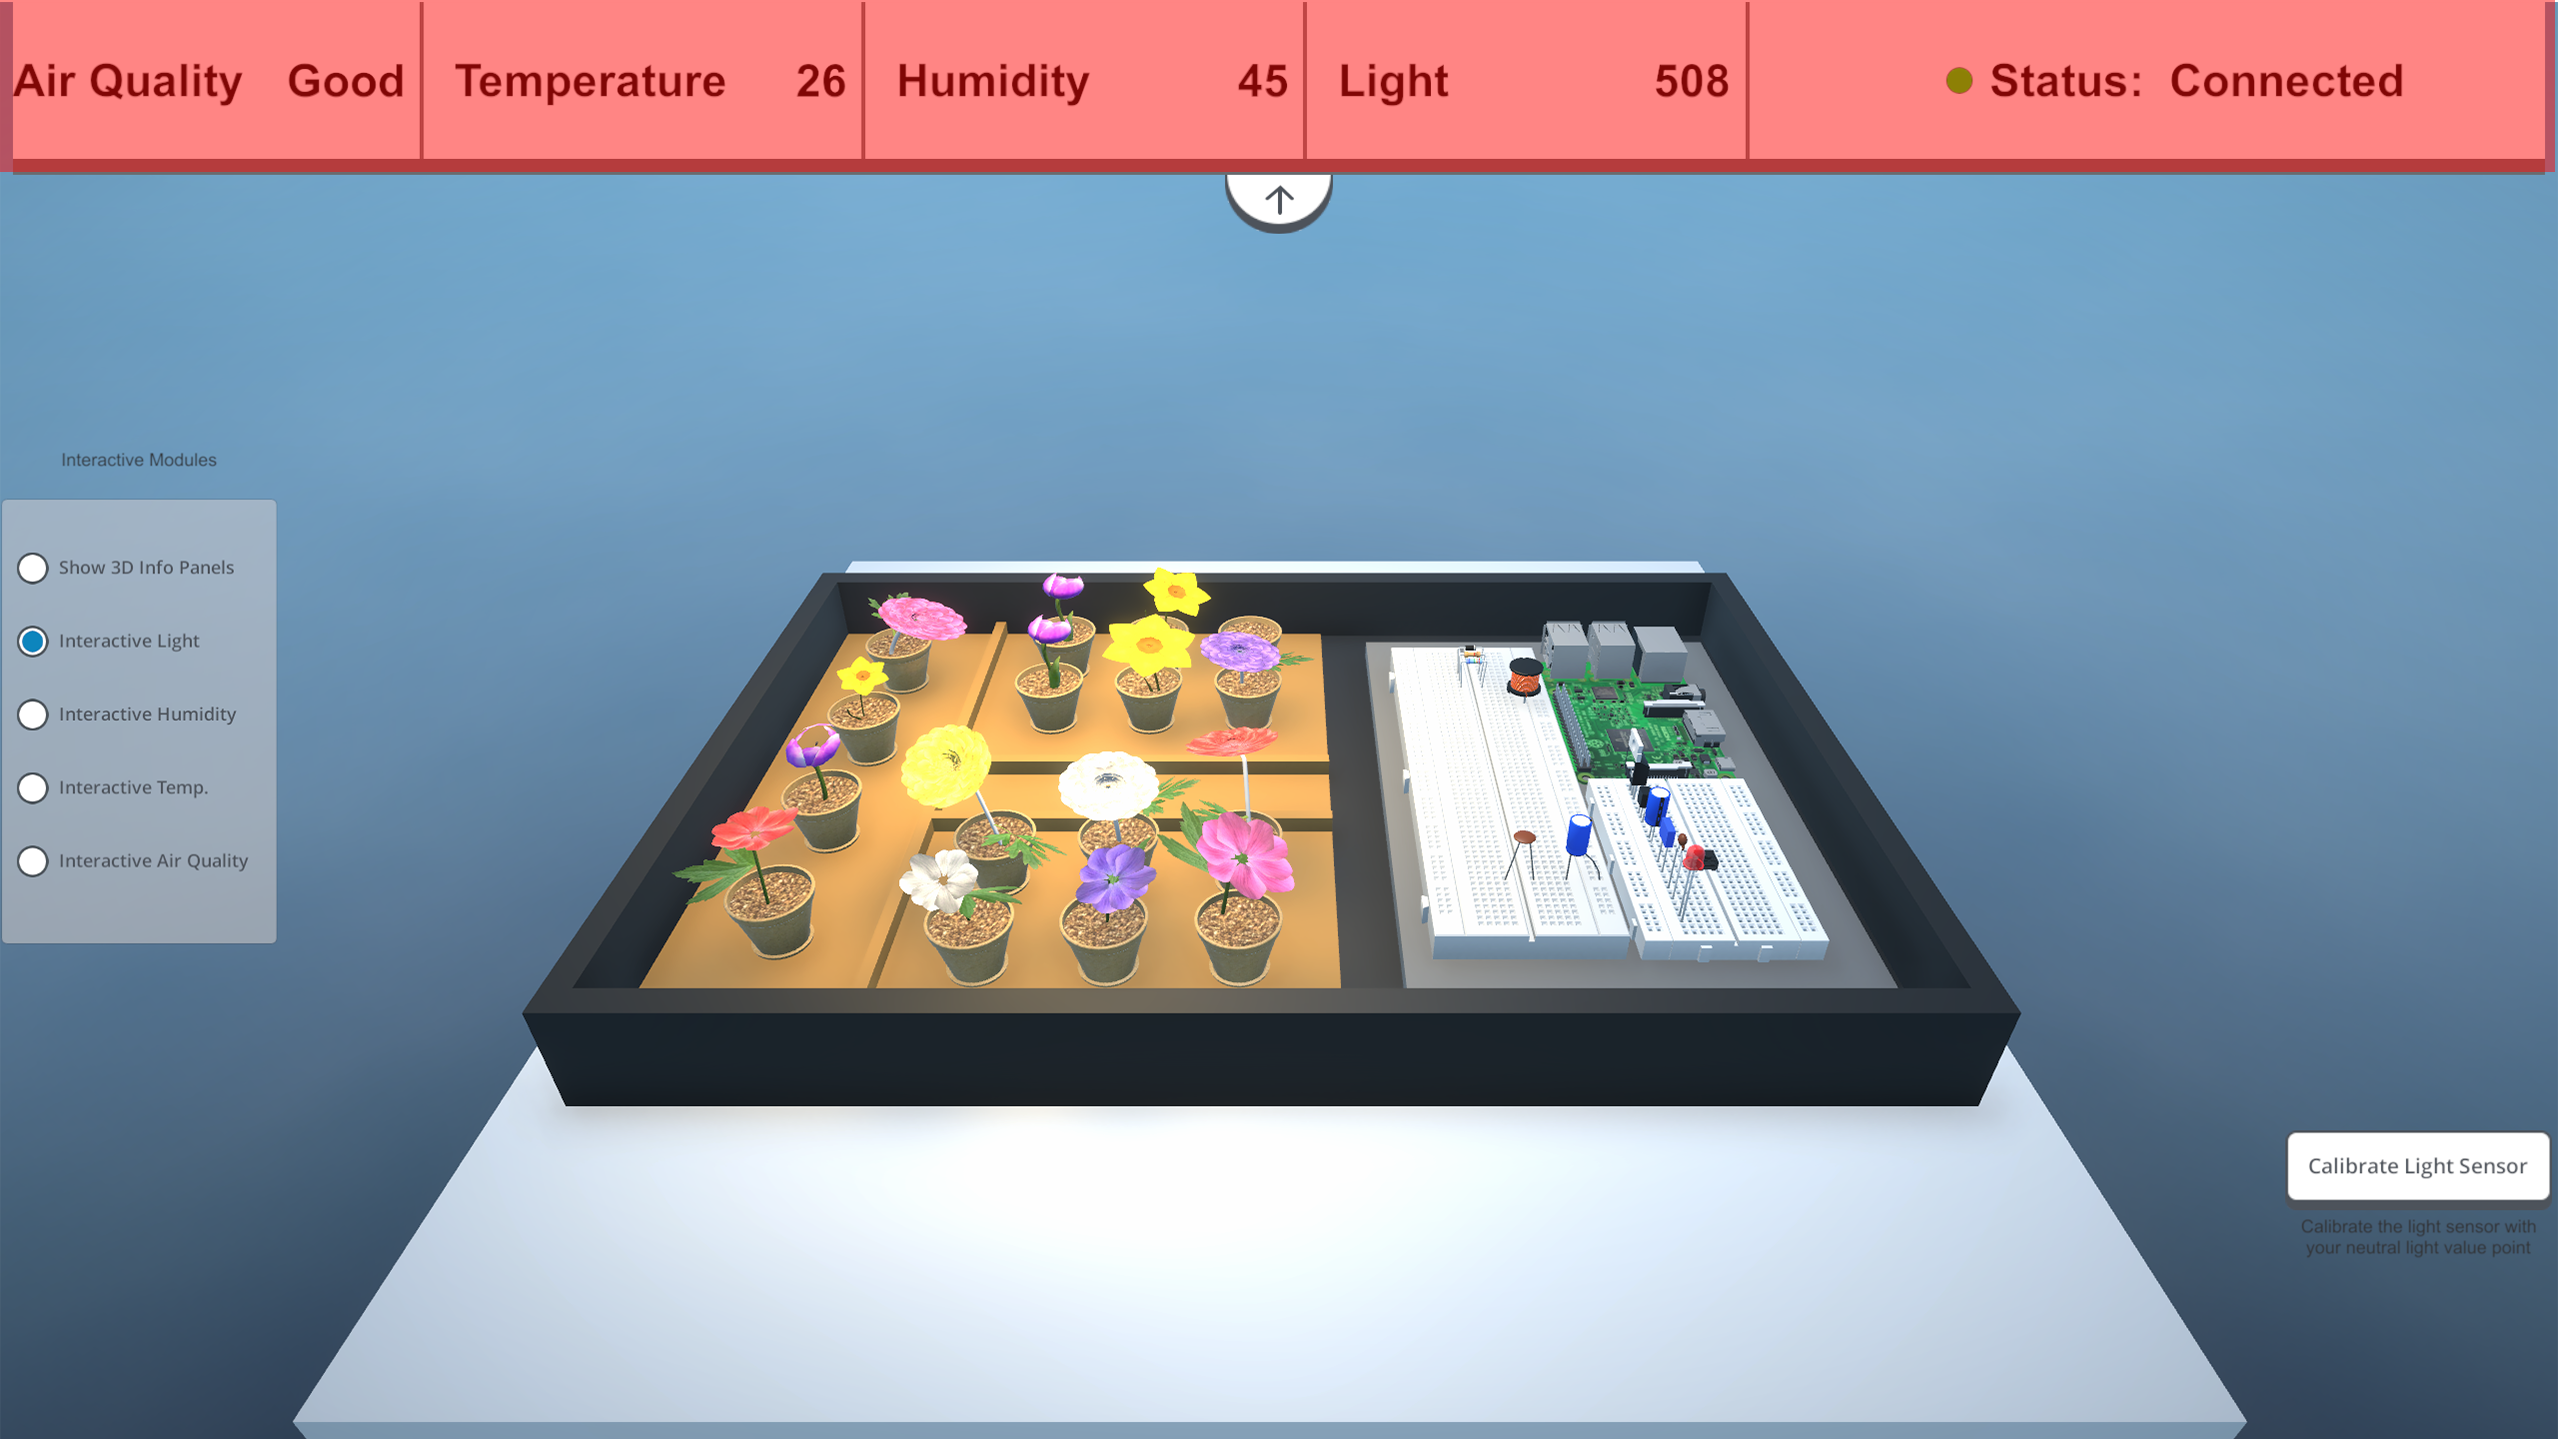 Air Quality Good Temperature 26 Humidity 45 Light 508 Status: Connected
Interactive Modules
Show 3D Info Panels
Interactive Light
Interactive Humidity
Interactive Temp.
Interactive Air Quality
Calibrate Light Sensor
Calibrate the light sensor with
your neutral light value point